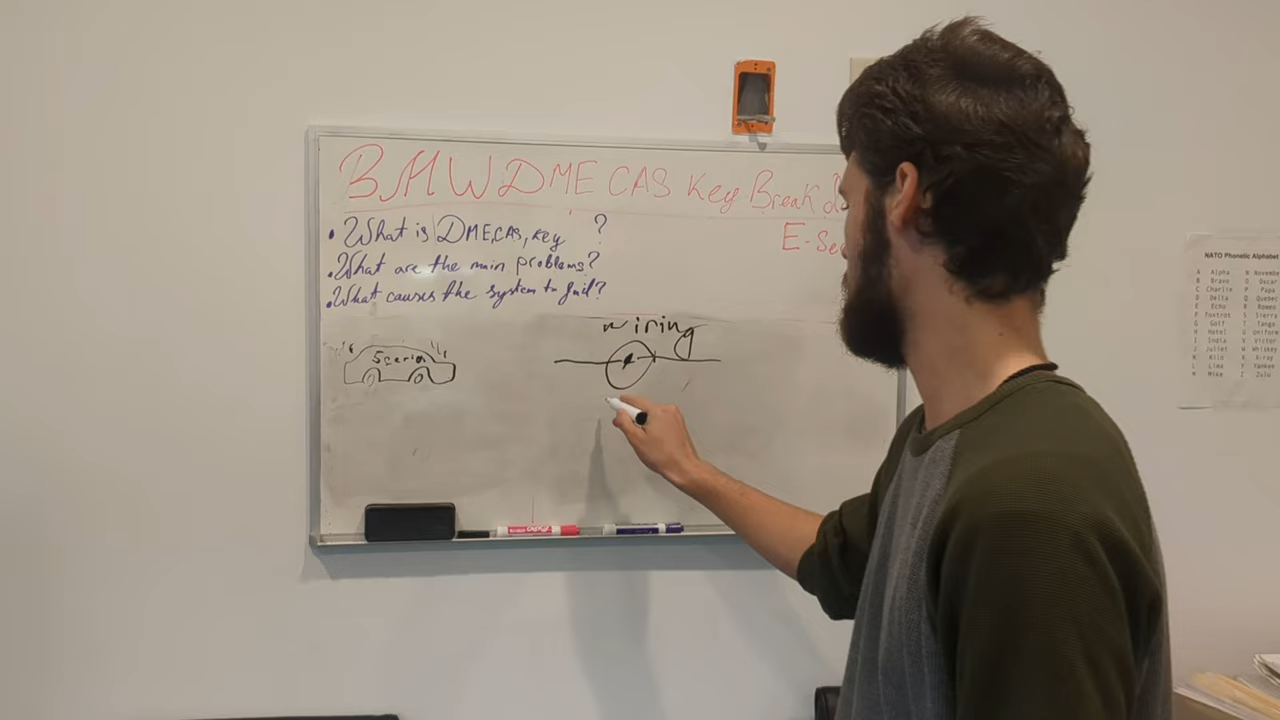 BMW DME CAS Key Break
E-Se
• What is DME, CAS, Key ?
• What are the main problems?
• What causes the system to fail?
wiring
NATO Phonetic Alphabet
A Alpha N Novembe
B Bravo O Oscar
C Charlie P Papa
D Delta Q Quebec
E Echo R Romeo
F Foxtrot S Sierra
G Golf T Tango
H Hotel U Uniform
I India V Victor
J Juliet W Whiskey
K Kilo X X-ray
L Lima Y Yankee
M Mike Z Zulu